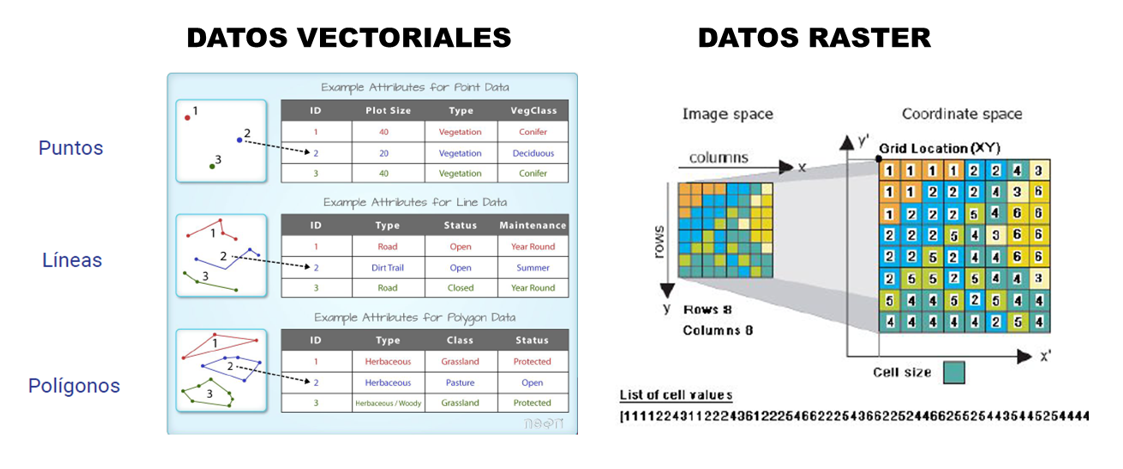 DATOS VECTORIALES
DATOS RASTER
Puntos
Líneas
Polígonos
Example Attributes for Point Data
1
2
3
ID Plot Size Type VegClass
1 40 Vegetation Conifer
2 20 Vegetation Deciduous
3 40 Vegetation Conifer
Example Attributes for Line Data
1
2
3
ID Type Status Maintenance
1 Road Open Year Round
2 Dirt Trail Open Summer
3 Road Closed Year Round
Example Attributes for Polygon Data
1
2
3
ID Type Class Status
1 Herbaceous Grassland Protected
2 Herbaceous Pasture Open
3 Herbaceous / Woody Grassland Protected
neon
Image space
columns
x
rows
y
Rows 8
Columns 8
Coordinate space
y'
Grid Location (XY)
1 1 1 1 2 2 4 3
1 1 2 2 2 4 3 6
1 2 2 2 5 4 6 6
2 2 2 5 4 3 6 6
2 2 5 2 4 4 6 6
2 5 5 2 5 4 4 3
5 4 4 5 2 5 4 4
4 4 4 4 4 2 5 4
x'
Cell size
List of cell values
[1111224311222436122254662225436622524466255254435445254444